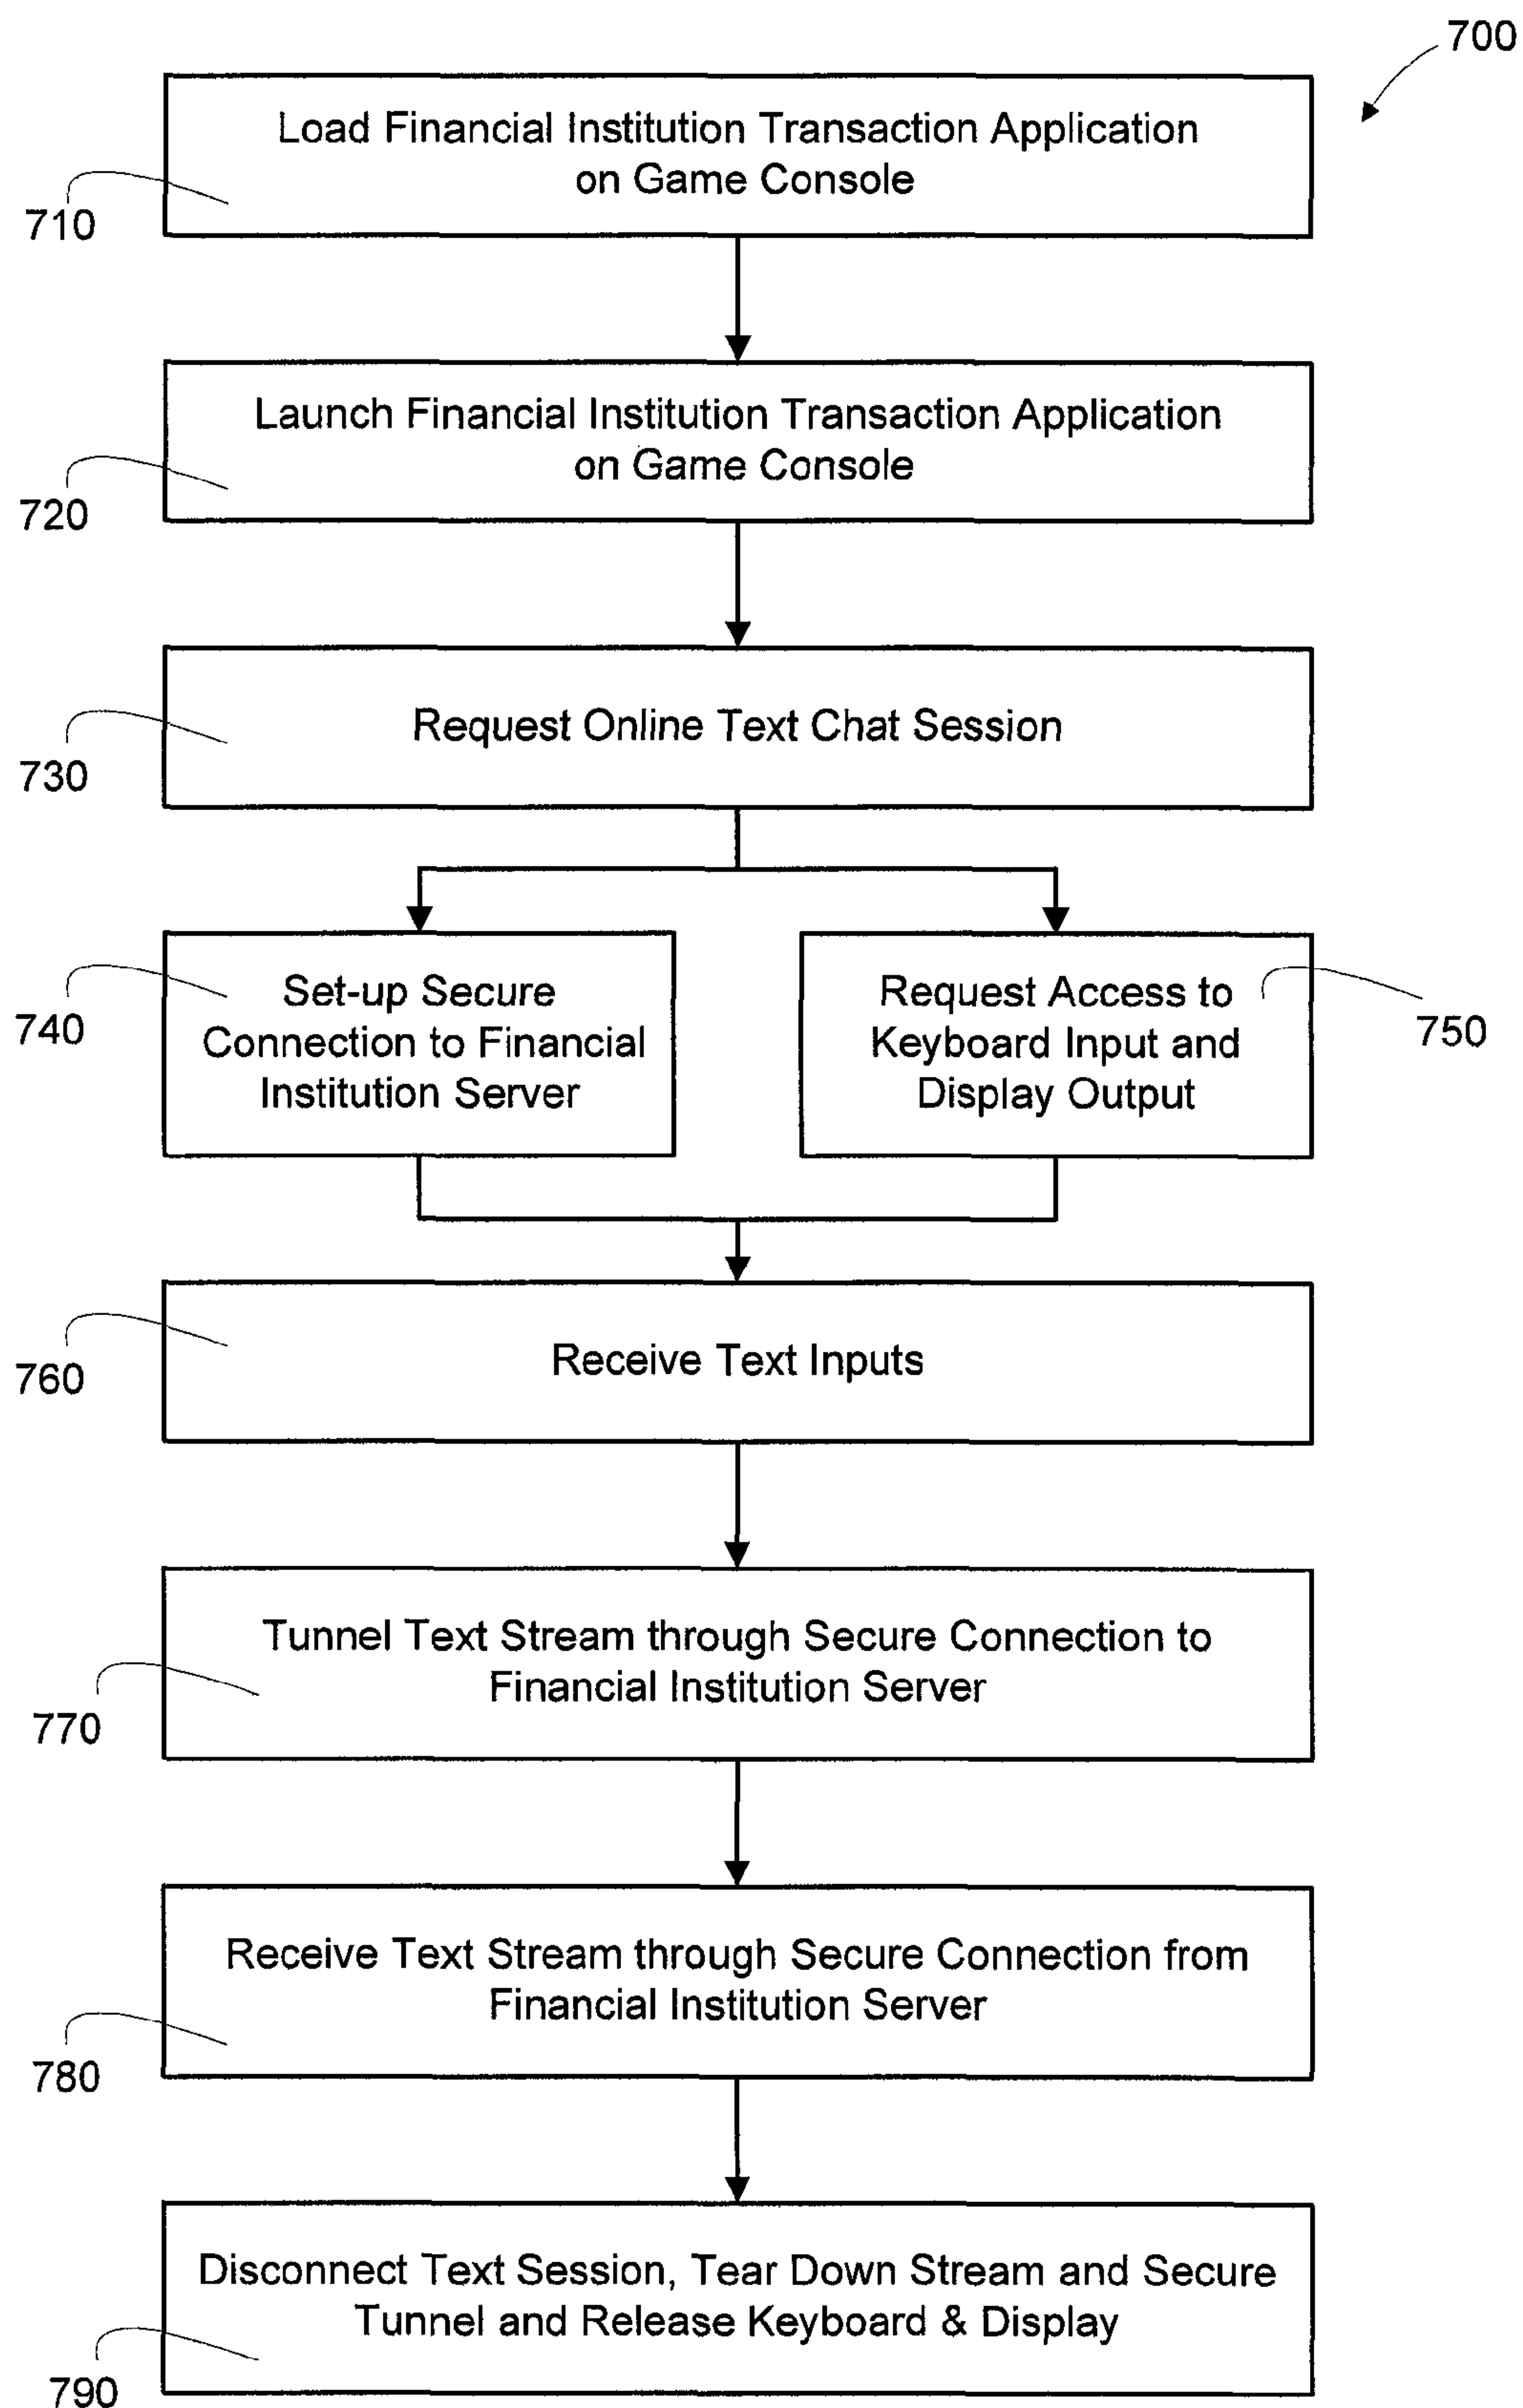 700
Load Financial Institution Transaction Application
on Game Console
710
Launch Financial Institution Transaction Application
on Game Console
720
Request Online Text Chat Session
730
Set-up Secure
Connection to Financial
Institution Server
740
Request Access to
Keyboard Input and
Display Output
750
Receive Text Inputs
760
Tunnel Text Stream through Secure Connection to
Financial Institution Server
770
Receive Text Stream through Secure Connection from
Financial Institution Server
780
Disconnect Text Session, Tear Down Stream and Secure
Tunnel and Release Keyboard & Display
790